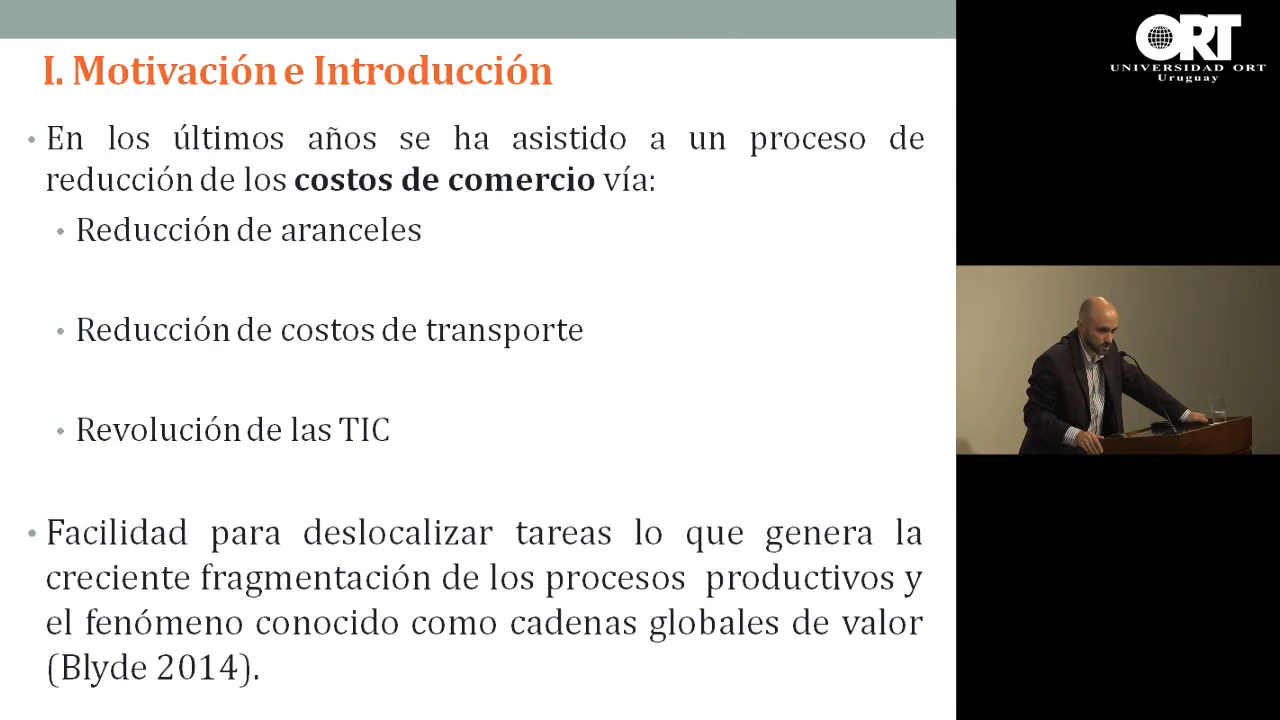 I. Motivación e Introducción
• En los últimos años se ha asistido a un proceso de
reducción de los costos de comercio vía:
• Reducción de aranceles
• Reducción de costos de transporte
• Revolución de las TIC
• Facilidad para deslocalizar tareas lo que genera la
creciente fragmentación de los procesos productivos y
el fenómeno conocido como cadenas globales de valor
(Blyde 2014).
ORT
UNIVERSIDAD ORT
Uruguay